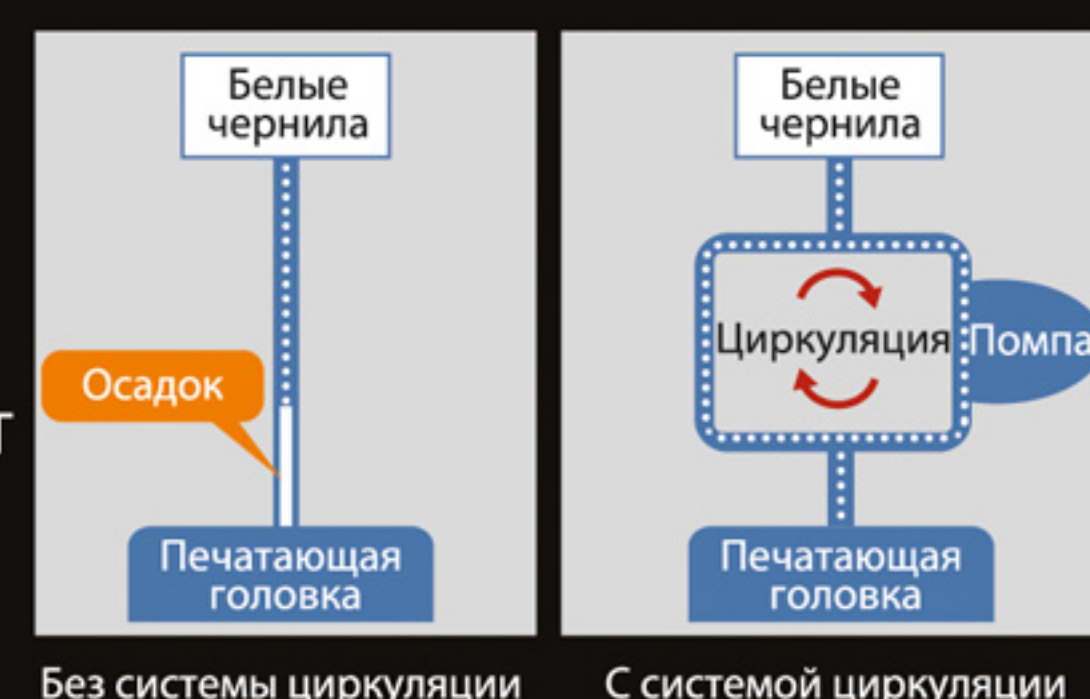 Белые
чернила
Осадок
Печатающая
головка
Без системы циркуляции
Белые
чернила
Циркуляция
Помпа
Печатающая
головка
С системой циркуляции